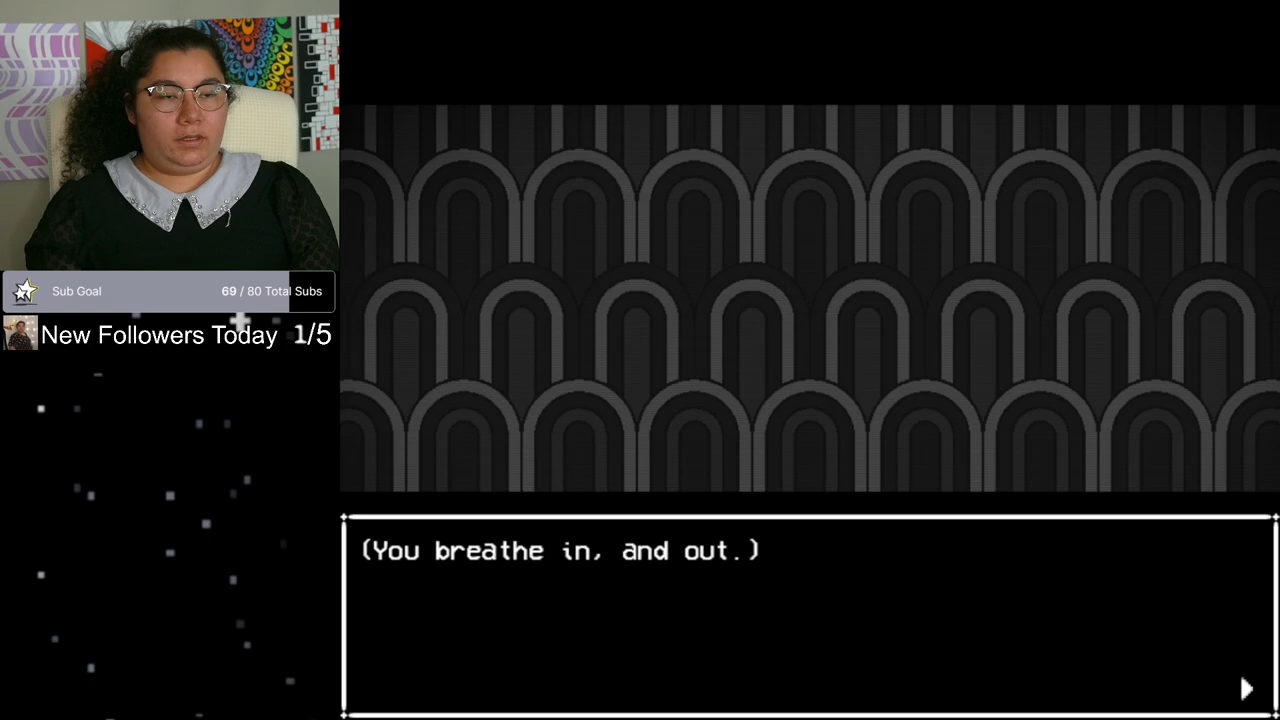 Sub Goal 69 / 80 Total Subs
New Followers Today 1/5
(You breathe in, and out.)